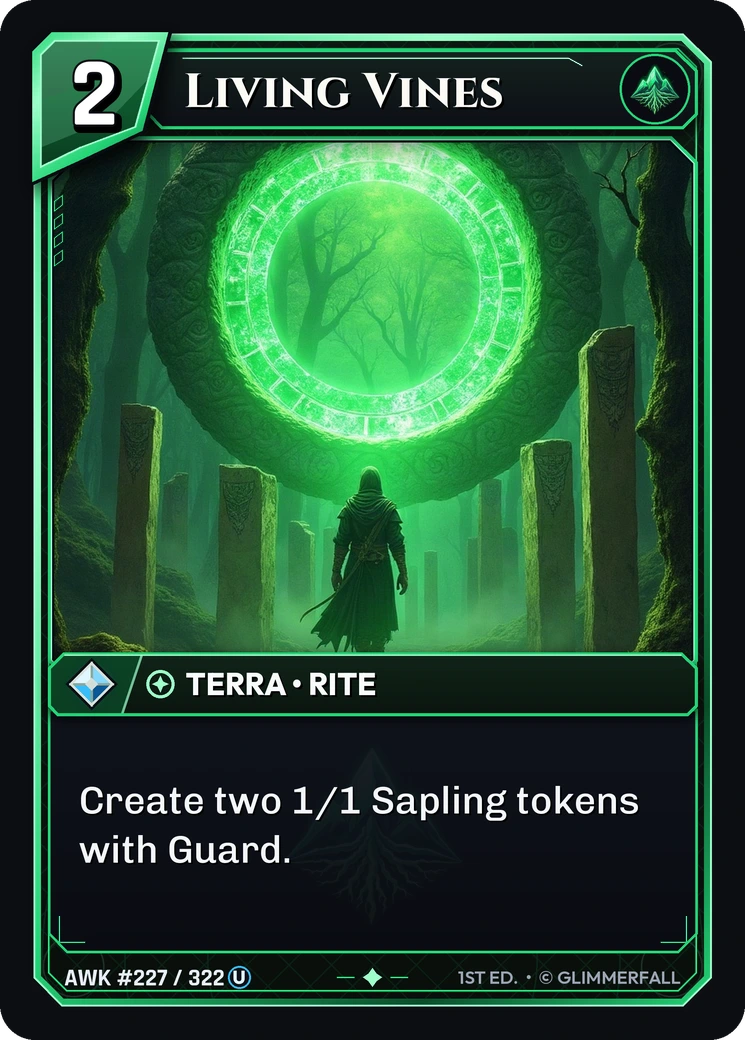 2
LIVING VINES
TERRA • RITE
Create two 1/1 Sapling tokens
with Guard.
AWK #227 / 322 U
1ST ED. • © GLIMMERFALL